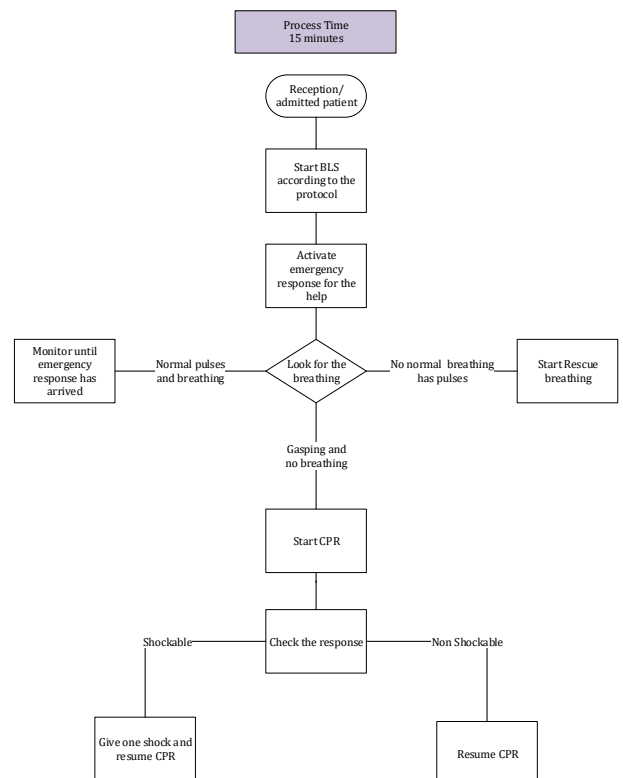 Process Time
15 minutes
Reception/
admitted patient
Start BLS
according to the
protocol
Activate
emergency
response for the
help
Monitor until
emergency
response has
arrived
Normal pulses
and breathing
Look for the
breathing
No normal breathing
has pulses
Start Rescue
breathing
Gasping and
no breathing
Start CPR
Shockable
Check the response
Non Shockable
Give one shock and
resume CPR
Resume CPR